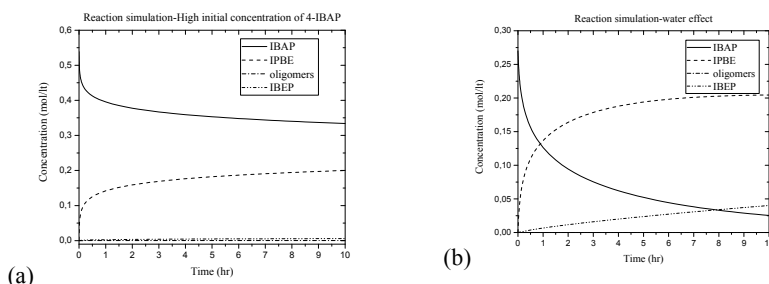 Reaction simulation-High initial concentration of 4-IBAP
0,6
0,5
0,4
0,3
0,2
0,1
0,0
Concentration (mol/lt)
IBAP
IPBE
oligomers
IBEP
0 1 2 3 4 5 6 7 8 9 10
Time (hr)
(a)
Reaction simulation-water effect
0,30
0,25
0,20
0,15
0,10
0,05
0,00
Concentration (mol/lt)
IBAP
IPBE
oligomers
IBEP
0 1 2 3 4 5 6 7 8 9 10
Time (hr)
(b)